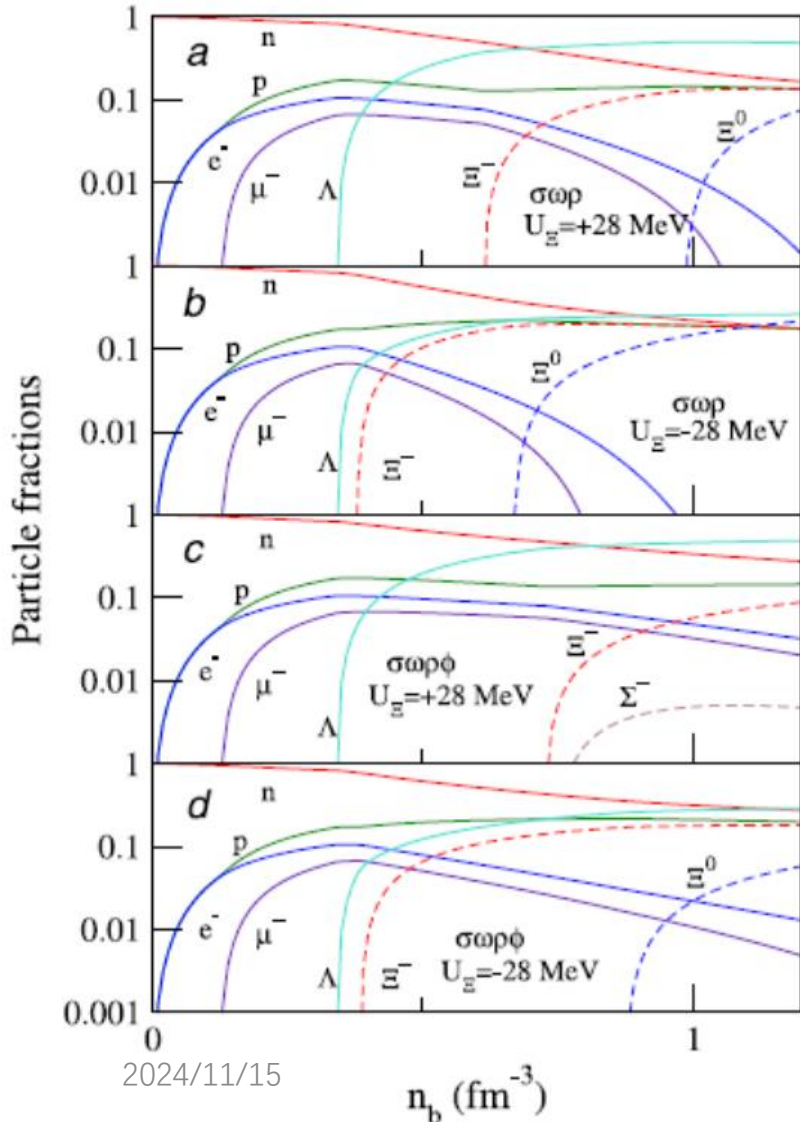 Particle fractions
1
a
n
p
0.1
e⁻
μ⁻
Λ
Ξ⁻
Ξ⁰
0.01
σωρ
U_Ξ=+28 MeV
1
b
n
p
0.1
e⁻
μ⁻
Λ
Ξ⁻
Ξ⁰
0.01
σωρ
U_Ξ=-28 MeV
1
c
n
p
0.1
e⁻
μ⁻
Λ
Ξ⁻
Σ⁻
0.01
σωρϕ
U_Ξ=+28 MeV
1
d
n
p
0.1
e⁻
μ⁻
Λ
Ξ⁻
Ξ⁰
0.01
σωρϕ
U_Ξ=-28 MeV
0.001
0
1
2024/11/15
n_b (fm⁻³)